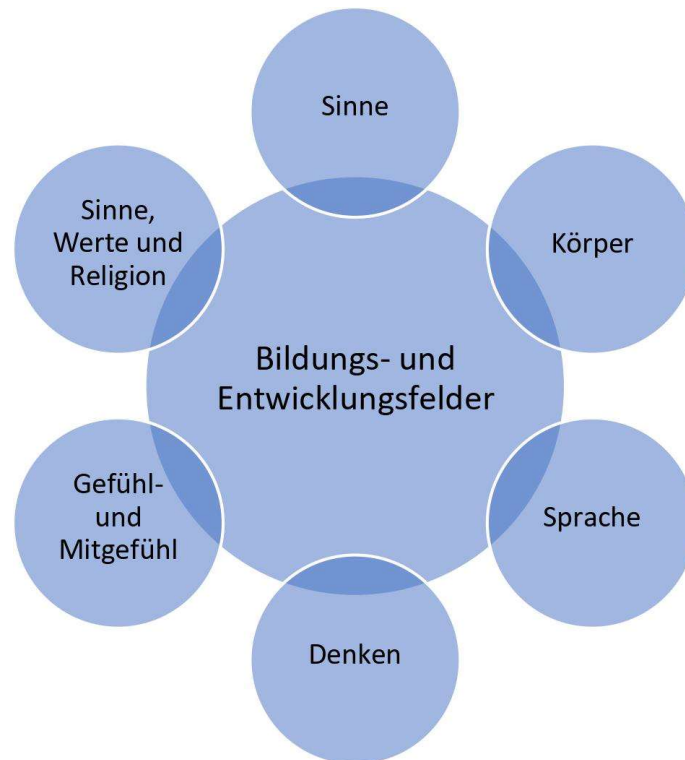 Sinne
Körper
Sprache
Denken
Gefühl-
und
Mitgefühl
Sinne,
Werte und
Religion
Bildungs- und
Entwicklungsfelder